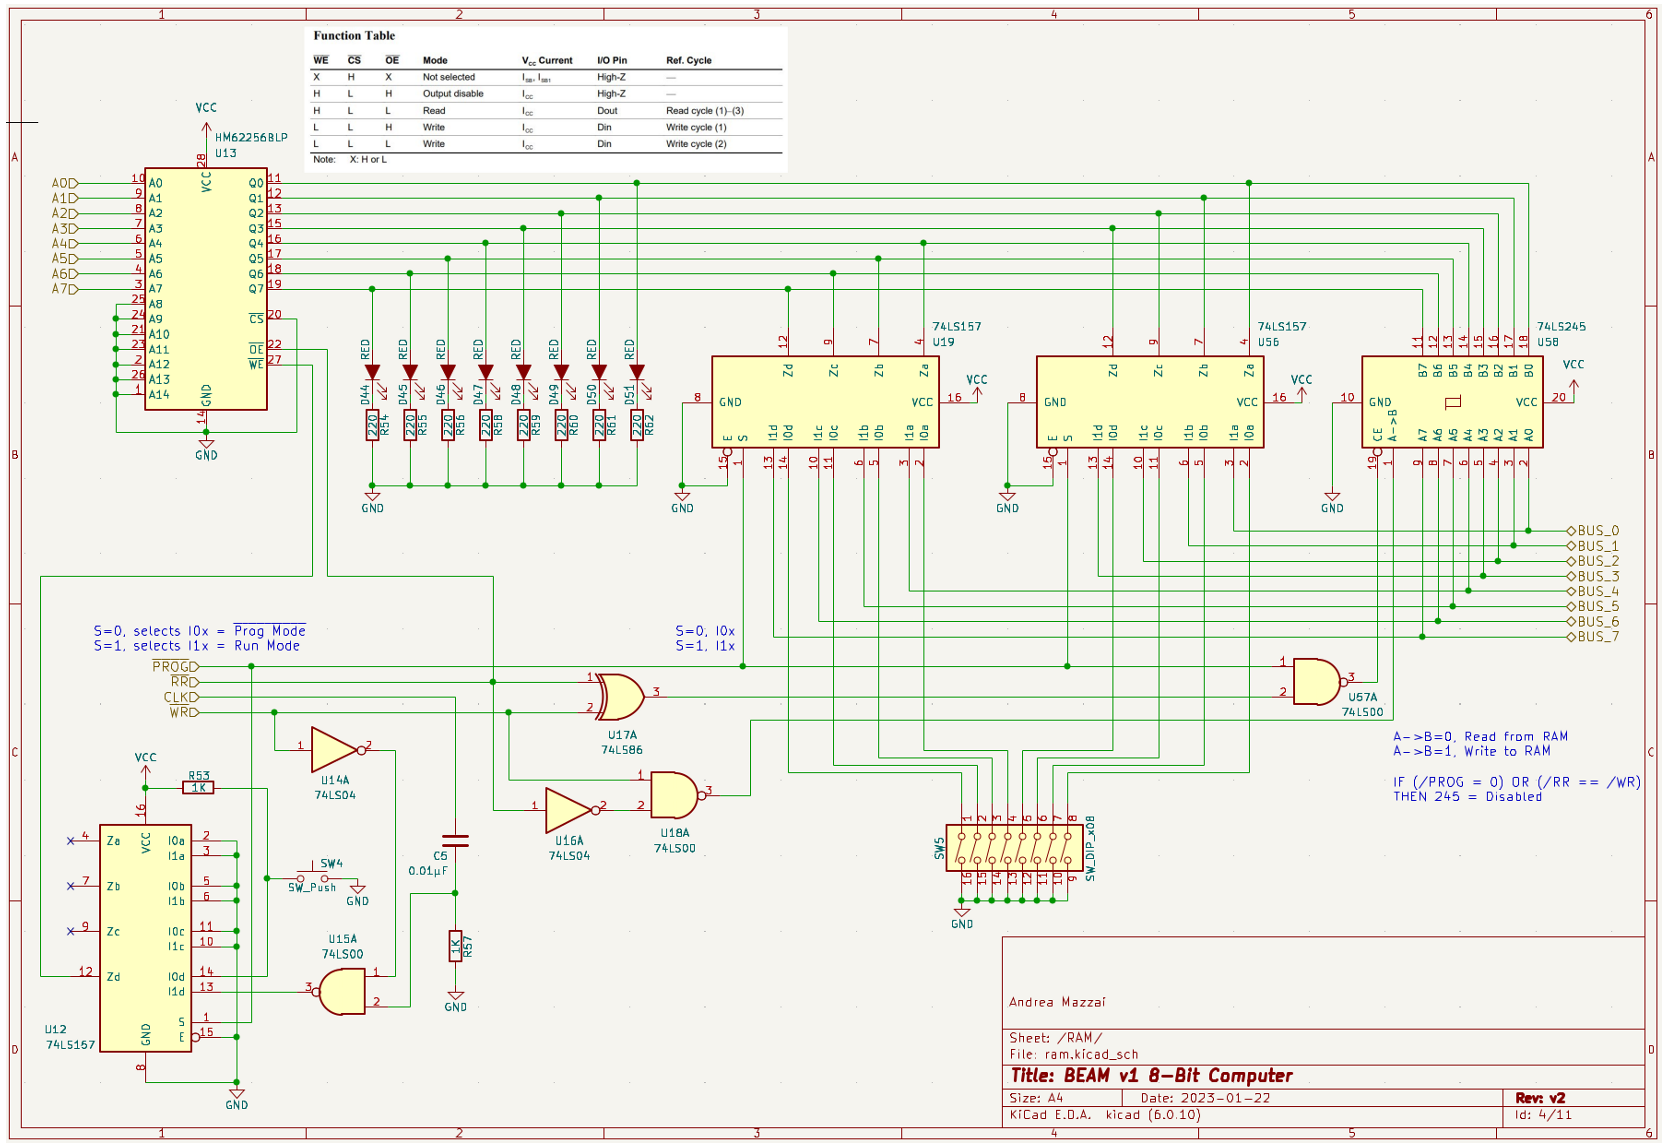 1 2 3 4 5 6
Function Table
WE CS OE Mode VCC Current I/O Pin Ref. Cycle
X H X Not selected ISB, ISB1 High-Z —
H L H Output disable ICC High-Z —
H L L Read ICC Dout Read cycle (1)–(3)
L L H Write ICC Din Write cycle (1)
L L L Write ICC Din Write cycle (2)
Note: X: H or L
VCC
HM62256BLP
U13
28
VCC
A A
A0 10 A0 Q0 11
A1 9 A1 Q1 12
A2 8 A2 Q2 13
A3 7 A3 Q3 15
A4 6 A4 Q4 16
A5 5 A5 Q5 17
A6 4 A6 Q6 18
A7 3 A7 Q7 19
25 A8
24 A9 CS 20
21 A10
23 A11 OE 22
2 A12 WE 27
26 A13
1 A14
GND
14
GND
RED RED RED RED RED RED RED RED
D44 D45 D46 D47 D48 D49 D50 D51
220 220 220 220 220 220 220 220
R54 R55 R56 R58 R59 R60 R61 R62
GND
74LS157
U19
12 9 7 4
Zd Zc Zb Za
8 GND VCC 16 VCC
E S I1d I0d I1c I0c I1b I0b I1a I0a
15 1 13 14 10 11 6 5 3 2
GND
74LS157
U56
12 9 7 4
Zd Zc Zb Za
8 GND VCC 16 VCC
E S I1d I0d I1c I0c I1b I0b I1a I0a
15 1 13 14 10 11 6 5 3 2
GND
74LS245
U58
11 12 13 14 15 16 17 18
B7 B6 B5 B4 B3 B2 B1 B0
10 GND VCC 20 VCC
CE A->B A7 A6 A5 A4 A3 A2 A1 A0
19 1 9 8 7 6 5 4 3 2
GND
B B
BUS_0
BUS_1
BUS_2
BUS_3
BUS_4
BUS_5
BUS_6
BUS_7
S=0, selects I0x = Prog Mode
S=1, selects I1x = Run Mode
S=0, I0x
S=1, I1x
PROG
RR
CLK
WR
1
2
3
U17A
74LS86
1
2
3
U57A
74LS00
1 2
U14A
74LS04
1 2
U16A
74LS04
1
2
3
U18A
74LS00
A->B=0, Read from RAM
A->B=1, Write to RAM
IF (/PROG = 0) OR (/RR == /WR)
THEN 245 = Disabled
C C
VCC
R53
1K
16
4 Za VCC I0a 2
I1a 3
7 Zb I0b 5
I1b 6
9 Zc I0c 11
I1c 10
12 Zd I0d 14
I1d 13
S 1
E 15
GND
8
U12
74LS157
GND
SW4
SW_Push
GND
C5
0.01µF
1K
R57
GND
U15A
74LS00
1
2
3
1 2 3 4 5 6 7 8
SW5
SW_DIP_x08
16 15 14 13 12 11 10 9
GND
D D
Andrea Mazzai
Sheet: /RAM/
File: ram.kicad_sch
Title: BEAM v1 8-Bit Computer
Size: A4 Date: 2023-01-22 Rev: v2
KiCad E.D.A. kicad (6.0.10) Id: 4/11
1 2 3 4 5 6